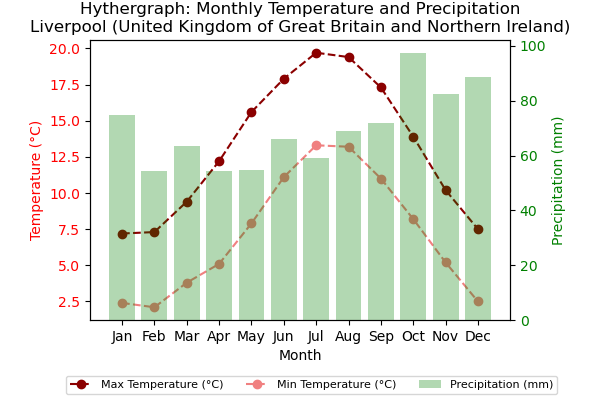 Hythergraph: Monthly Temperature and Precipitation
Liverpool (United Kingdom of Great Britain and Northern Ireland)
20.0
17.5
15.0
12.5
10.0
7.5
5.0
2.5
Temperature (°C)
100
80
60
40
20
0
Precipitation (mm)
Jan Feb Mar Apr May Jun Jul Aug Sep Oct Nov Dec
Month
Max Temperature (°C) Min Temperature (°C) Precipitation (mm)